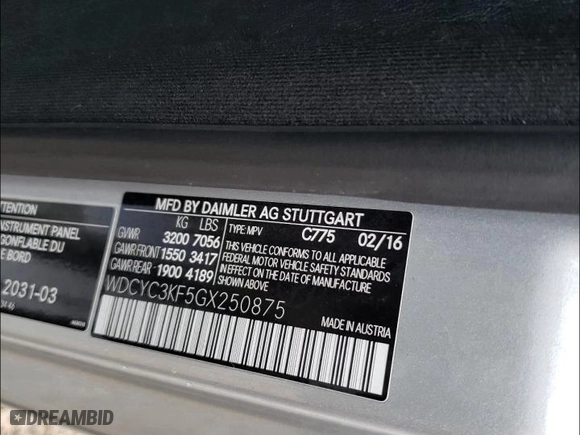 TENTION
INSTRUMENT PANEL
GONFLABLE DU
E BORD
2031-03
MFD BY DAIMLER AG STUTTGART
KG LBS
GVWR 3200 7056
GAWR FRONT 1550 3417
GAWR REAR 1900 4189
TYPE: MPV C775 02/16
THIS VEHICLE CONFORMS TO ALL APPLICABLE
FEDERAL MOTOR VEHICLE SAFETY STANDARDS IN
EFFECT ON THE DATE OF MANUFACTURE
SHOWN ABOVE
WDCYC3KF5GX250875
MADE IN AUSTRIA
DREAMBID